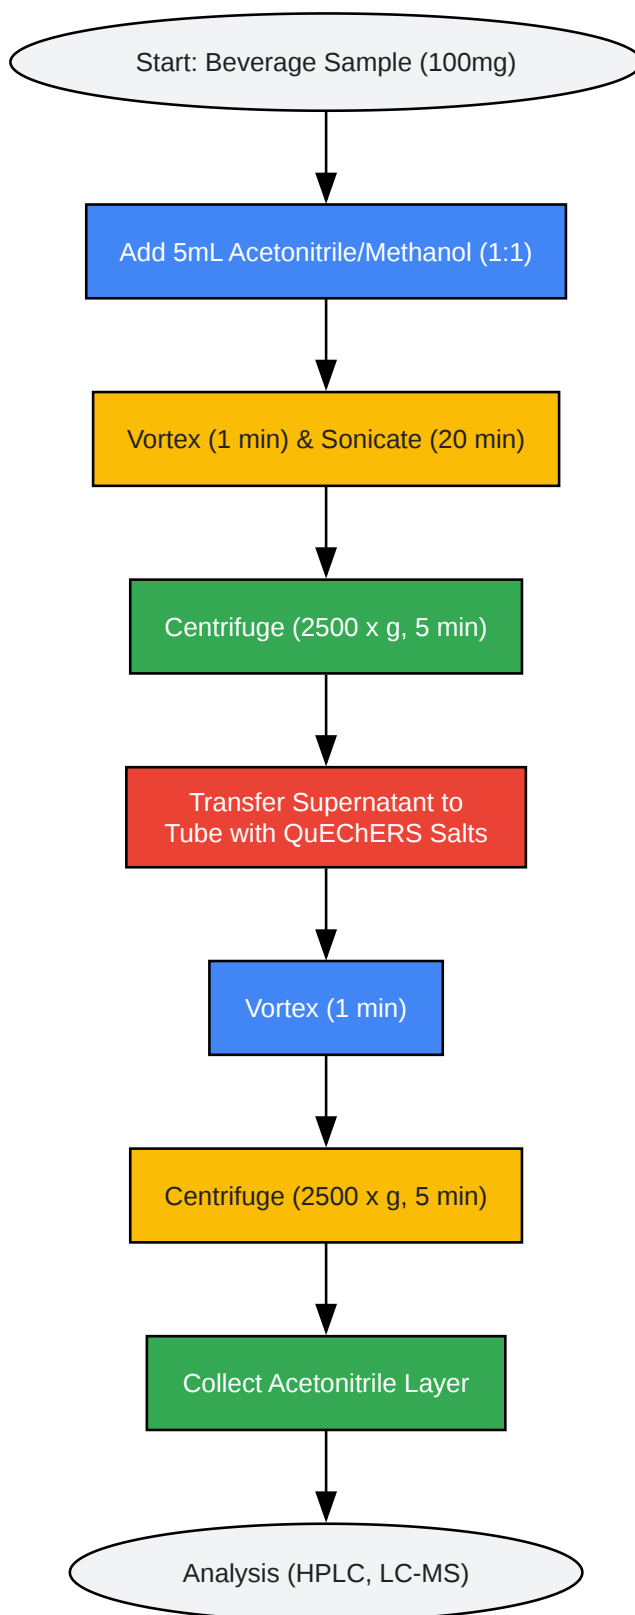 Start: Beverage Sample (100mg)
Add 5mL Acetonitrile/Methanol (1:1)
Vortex (1 min) & Sonicate (20 min)
Centrifuge (2500 x g, 5 min)
Transfer Supernatant to
Tube with QuEChERS Salts
Vortex (1 min)
Centrifuge (2500 x g, 5 min)
Collect Acetonitrile Layer
Analysis (HPLC, LC-MS)